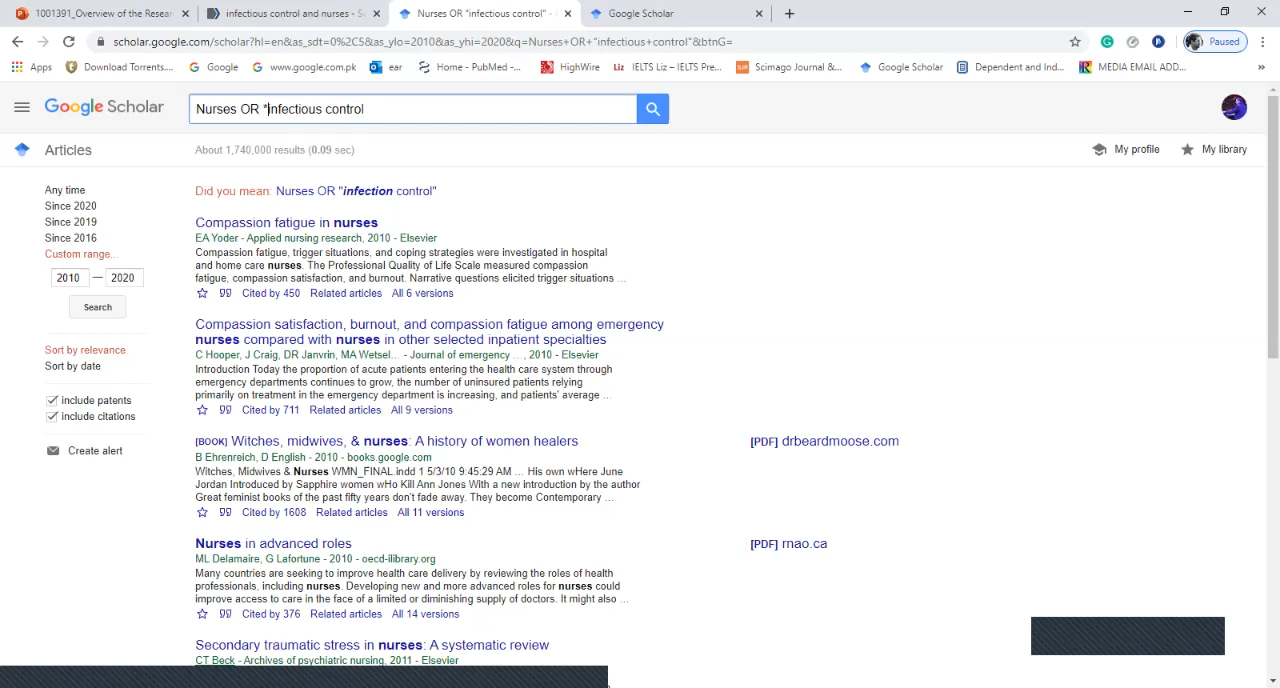 1001391_Overview of the Resear
infectious control and nurses - Se
Nurses OR "infectious control" -
Google Scholar
scholar.google.com/scholar?hl=en&as_sdt=0%2C5&as_ylo=2010&as_yhi=2020&q=Nurses+OR+"infectious+control"&btnG=
Paused
Apps
Download Torrents....
Google
www.google.com.pk
ear
Home - PubMed -...
HighWire
Liz IELTS Liz – IELTS Pre...
SJR Scimago Journal &...
Google Scholar
Dependent and Ind...
MEDIA EMAIL ADD...
»
Google Scholar
Nurses OR "infectious control
Articles
About 1,740,000 results (0.09 sec)
My profile
My library
Any time
Since 2020
Since 2019
Since 2016
Custom range...
2010 — 2020
Search
Sort by relevance
Sort by date
include patents
include citations
Create alert
Did you mean: Nurses OR "infection control"
Compassion fatigue in nurses
EA Yoder - Applied nursing research, 2010 - Elsevier
Compassion fatigue, trigger situations, and coping strategies were investigated in hospital
and home care nurses. The Professional Quality of Life Scale measured compassion
fatigue, compassion satisfaction, and burnout. Narrative questions elicited trigger situations ...
Cited by 450 Related articles All 6 versions
Compassion satisfaction, burnout, and compassion fatigue among emergency
nurses compared with nurses in other selected inpatient specialties
C Hooper, J Craig, DR Janvrin, MA Wetsel... - Journal of emergency ..., 2010 - Elsevier
Introduction Today the proportion of acute patients entering the health care system through
emergency departments continues to grow, the number of uninsured patients relying
primarily on treatment in the emergency department is increasing, and patients' average ...
Cited by 711 Related articles All 9 versions
[BOOK] Witches, midwives, & nurses: A history of women healers
[PDF] drbeardmoose.com
B Ehrenreich, D English - 2010 - books.google.com
Witches, Midwives & Nurses WMN_FINAL.indd 1 5/3/10 9:45:29 AM ... His own wHere June
Jordan Introduced by Sapphire women wHo Kill Ann Jones With a new introduction by the author
Great feminist books of the past fifty years don't fade away. They become Contemporary ...
Cited by 1608 Related articles All 11 versions
Nurses in advanced roles
[PDF] rnao.ca
ML Delamaire, G Lafortune - 2010 - oecd-ilibrary.org
Many countries are seeking to improve health care delivery by reviewing the roles of health
professionals, including nurses. Developing new and more advanced roles for nurses could
improve access to care in the face of a limited or diminishing supply of doctors. It might also ...
Cited by 376 Related articles All 14 versions
Secondary traumatic stress in nurses: A systematic review
CT Beck - Archives of psychiatric nursing, 2011 - Elsevier